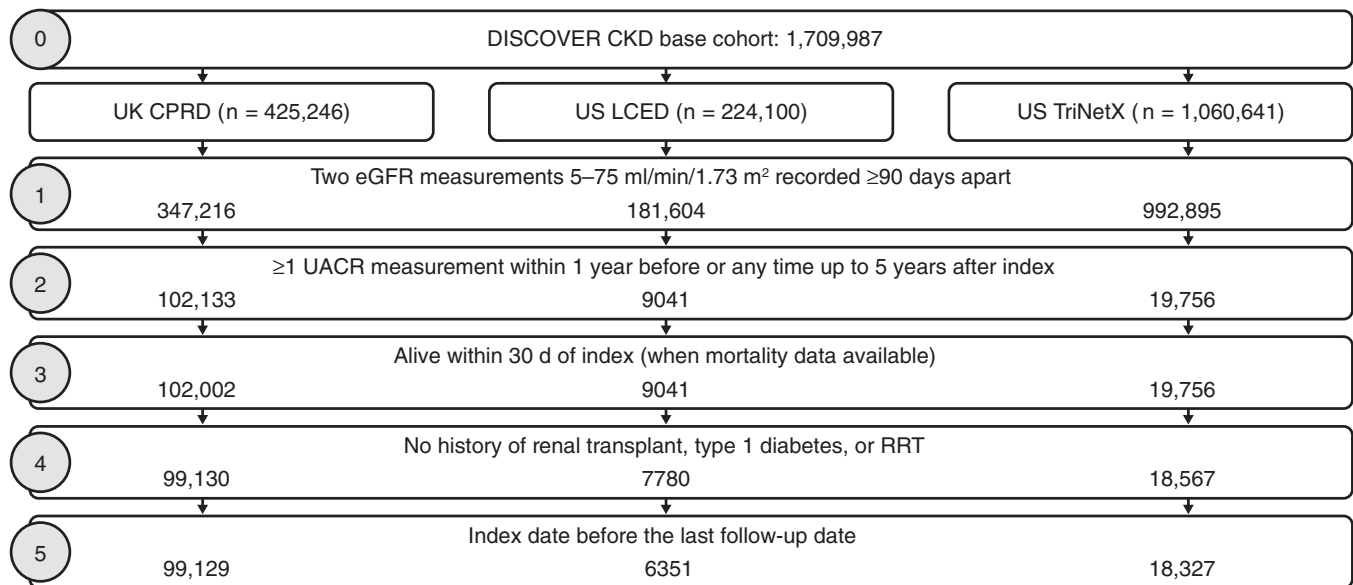 0
DISCOVER CKD base cohort: 1,709,987
UK CPRD (n = 425,246) US LCED (n = 224,100) US TriNetX ( n = 1,060,641)
1
Two eGFR measurements 5–75 ml/min/1.73 m² recorded ≥90 days apart
347,216 181,604 992,895
2
≥1 UACR measurement within 1 year before or any time up to 5 years after index
102,133 9041 19,756
3
Alive within 30 d of index (when mortality data available)
102,002 9041 19,756
4
No history of renal transplant, type 1 diabetes, or RRT
99,130 7780 18,567
5
Index date before the last follow-up date
99,129 6351 18,327